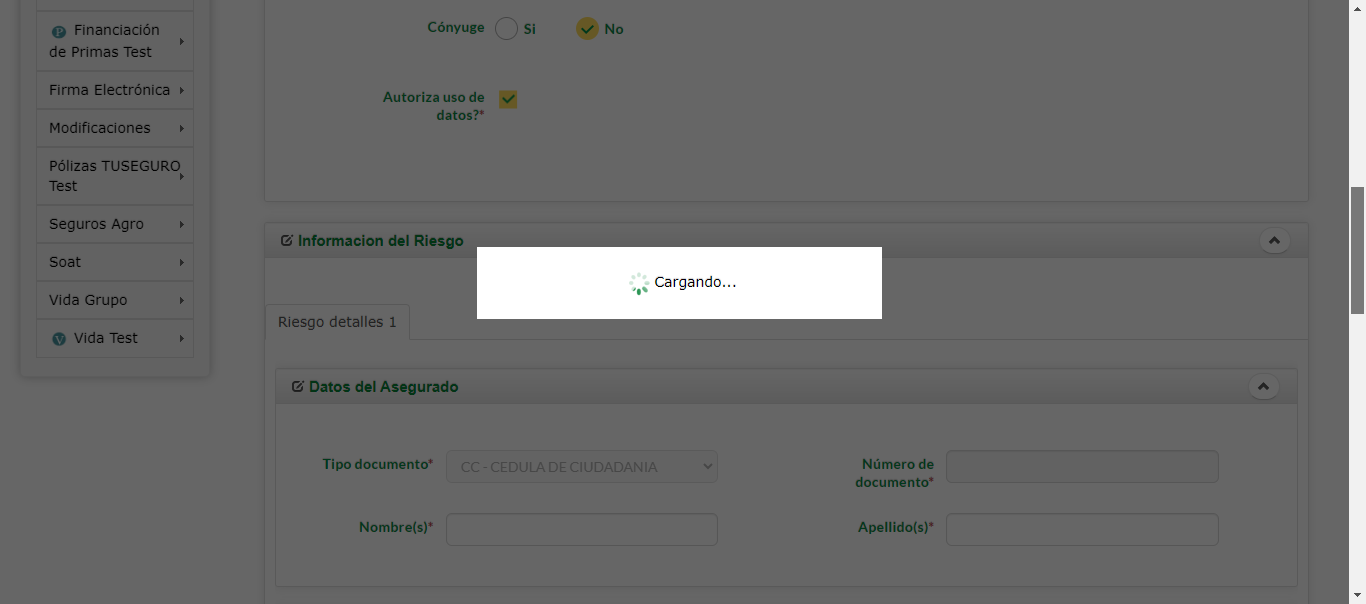 Financiación
de Primas Test
Firma Electrónica
Modificaciones
Pólizas TUSEGURO
Test
Seguros Agro
Soat
Vida Grupo
Vida Test
Cónyuge Si No
Autoriza uso de
datos?*
Informacion del Riesgo
Cargando...
Riesgo detalles 1
Datos del Asegurado
Tipo documento* CC - CEDULA DE CIUDADANIA
Número de
documento*
Nombre(s)*
Apellido(s)*